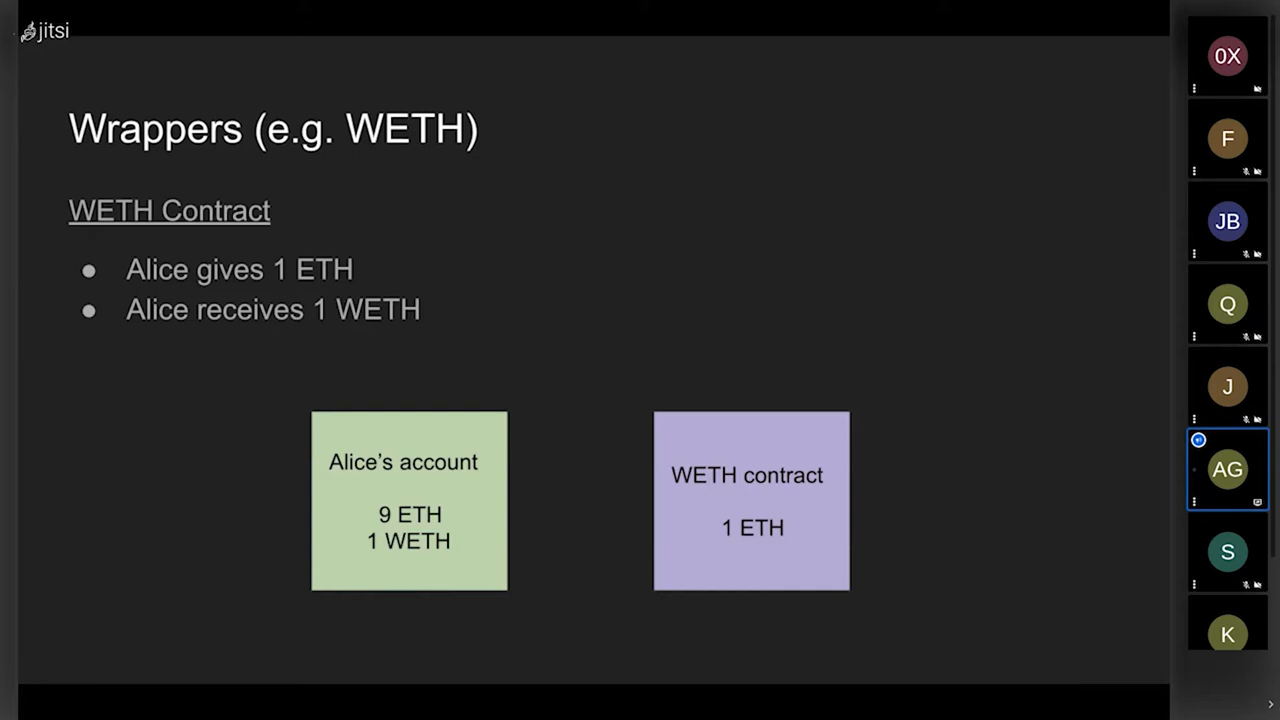 jitsi
Wrappers (e.g. WETH)
WETH Contract
● Alice gives 1 ETH
● Alice receives 1 WETH
Alice's account
9 ETH
1 WETH
WETH contract
1 ETH
0X
F
JB
Q
J
AG
S
K